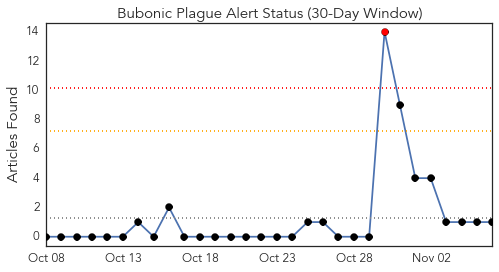 Bubonic Plague Alert Status (30-Day Window)
Articles Found
14
12
10
8
6
4
2
0
Oct 08 Oct 13 Oct 18 Oct 23 Oct 28 Nov 02